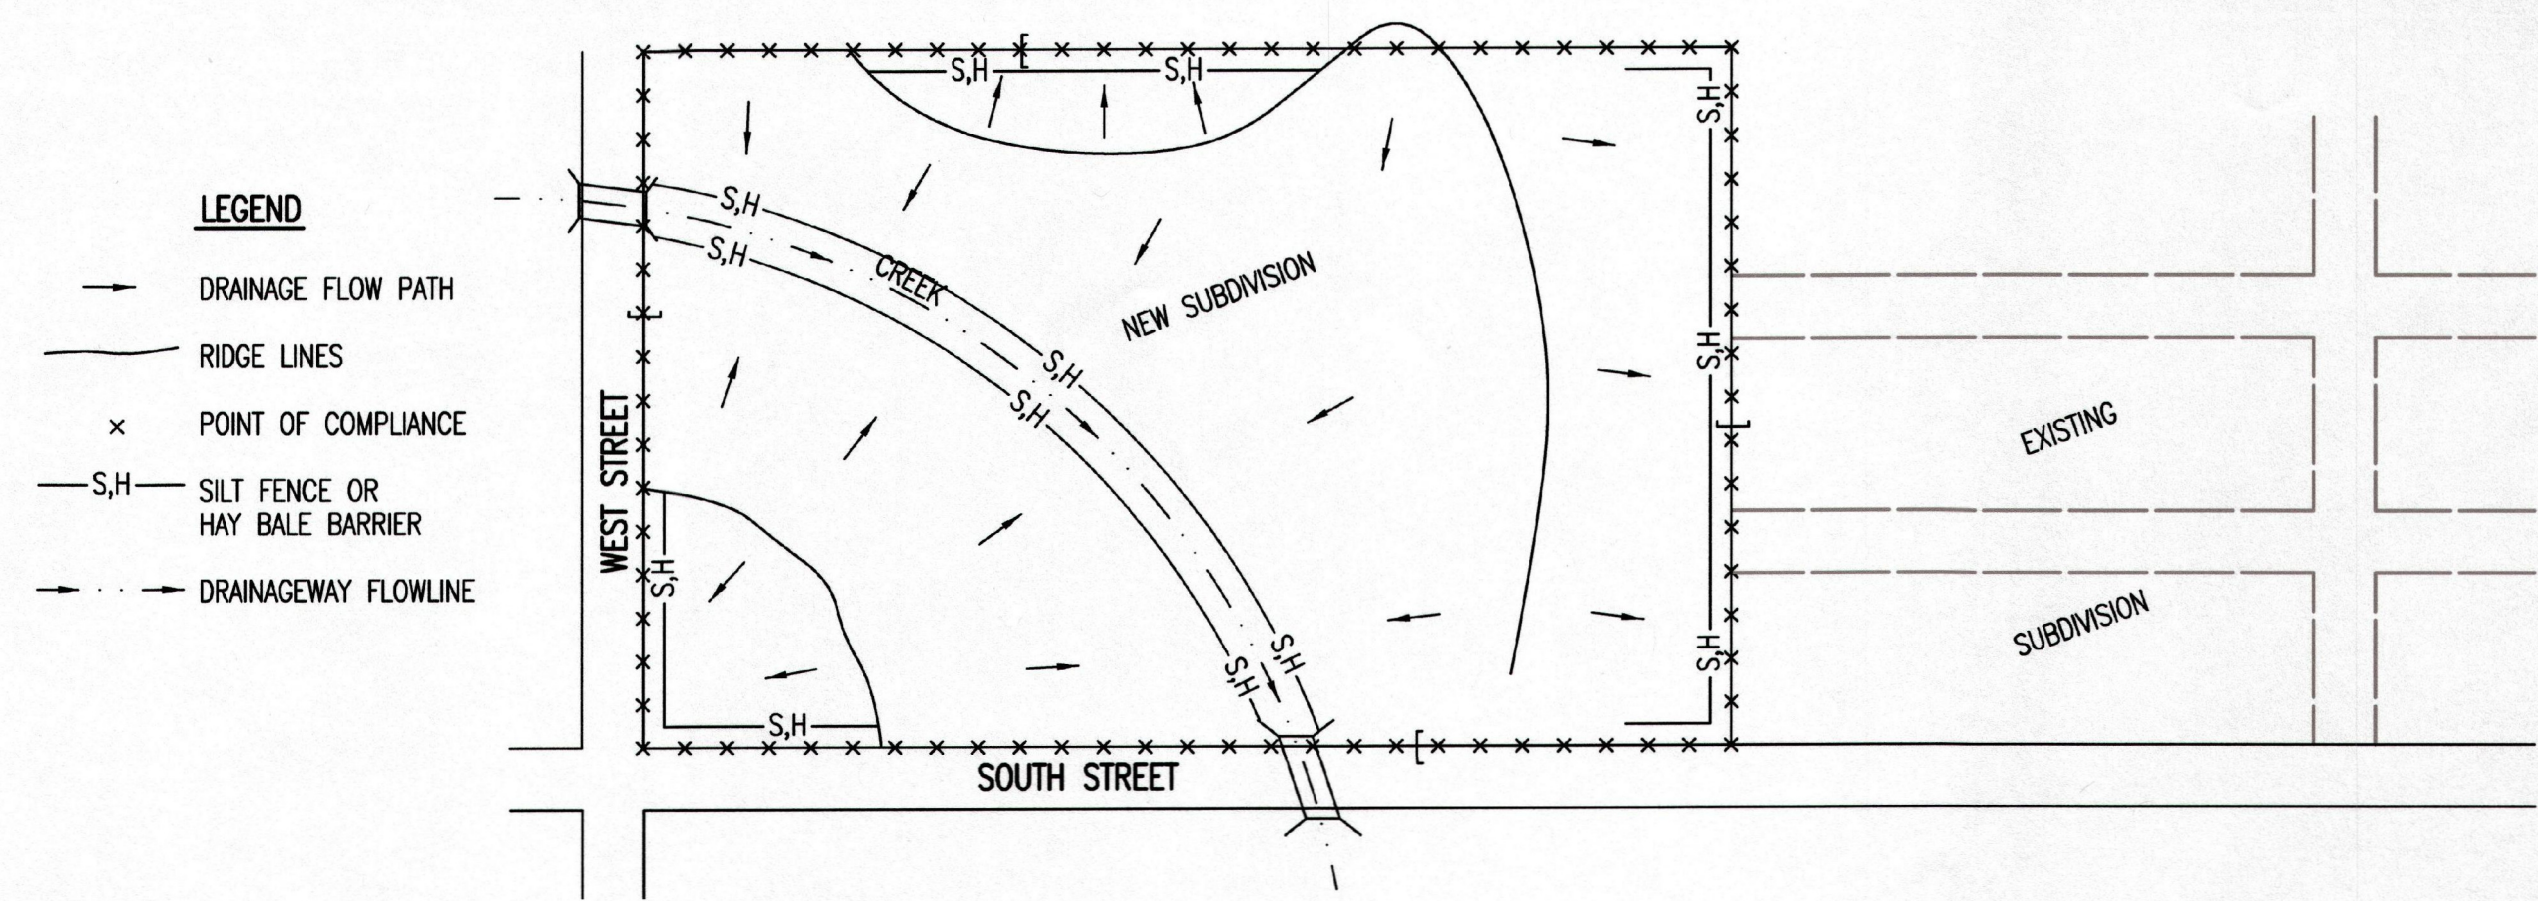 LEGEND
DRAINAGE FLOW PATH
RIDGE LINES
× POINT OF COMPLIANCE
S,H SILT FENCE OR
HAY BALE BARRIER
DRAINAGEWAY FLOWLINE
S,H
S,H
S,H
S,H
S,H
CREEK
NEW SUBDIVISION
S,H
S,H
S,H
WEST STREET
S,H
EXISTING
SUBDIVISION
S,H
S,H
S,H
S,H
SOUTH STREET